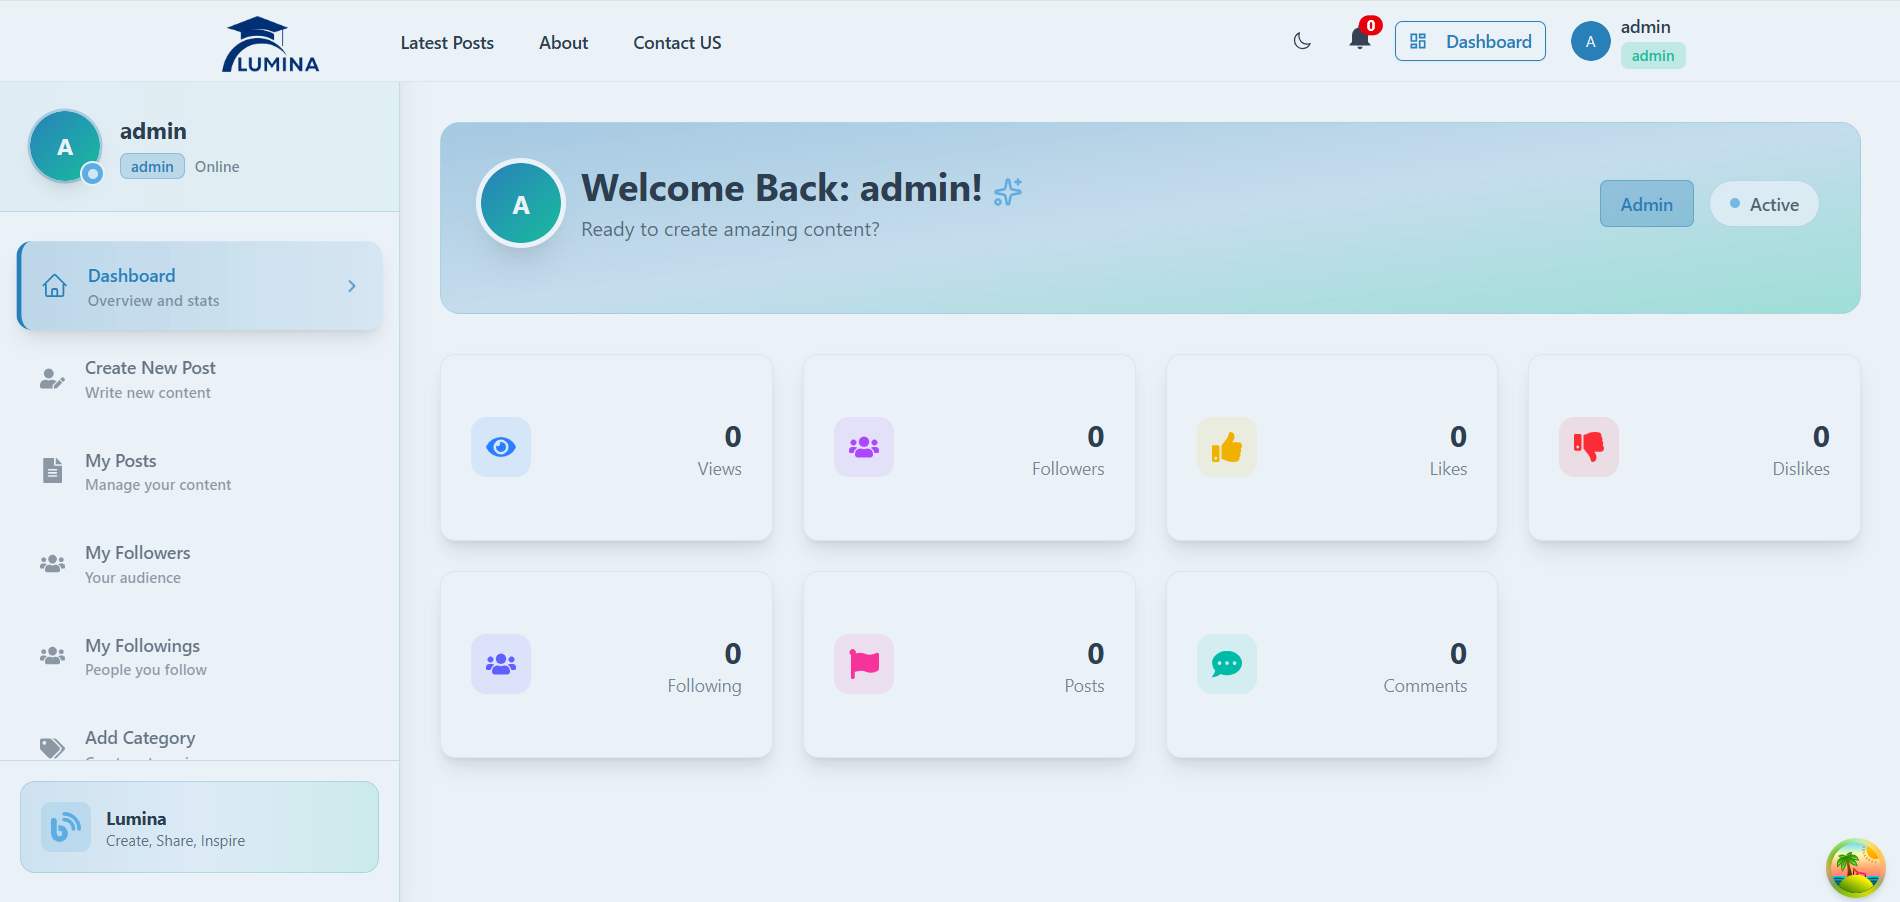 LUMINA
Latest Posts
About
Contact US
0
Dashboard
A
admin
admin
A
admin
admin
Online
Dashboard
Overview and stats
Create New Post
Write new content
My Posts
Manage your content
My Followers
Your audience
My Followings
People you follow
Add Category
Lumina
Create, Share, Inspire
A
Welcome Back: admin!
Ready to create amazing content?
Admin
Active
0
Views
0
Followers
0
Likes
0
Dislikes
0
Following
0
Posts
0
Comments